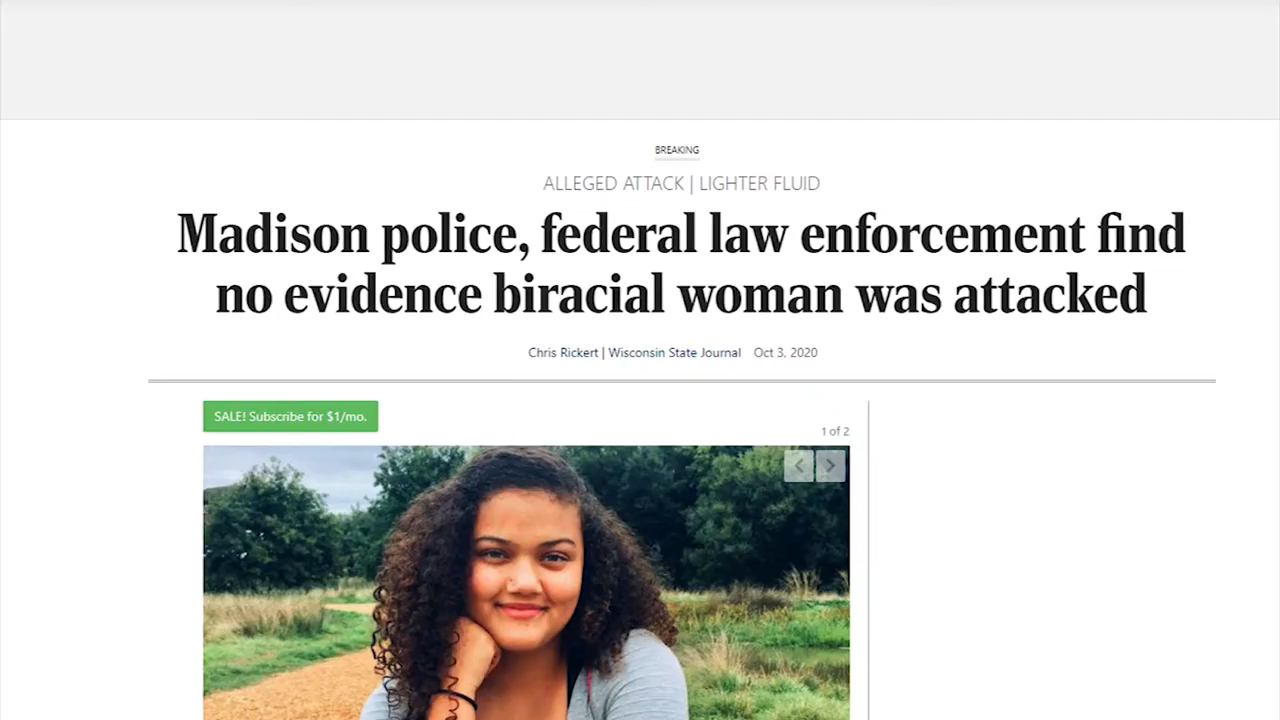 BREAKING
ALLEGED ATTACK | LIGHTER FLUID
Madison police, federal law enforcement find
no evidence biracial woman was attacked
Chris Rickert | Wisconsin State Journal Oct 3, 2020
SALE! Subscribe for $1/mo.
1 of 2